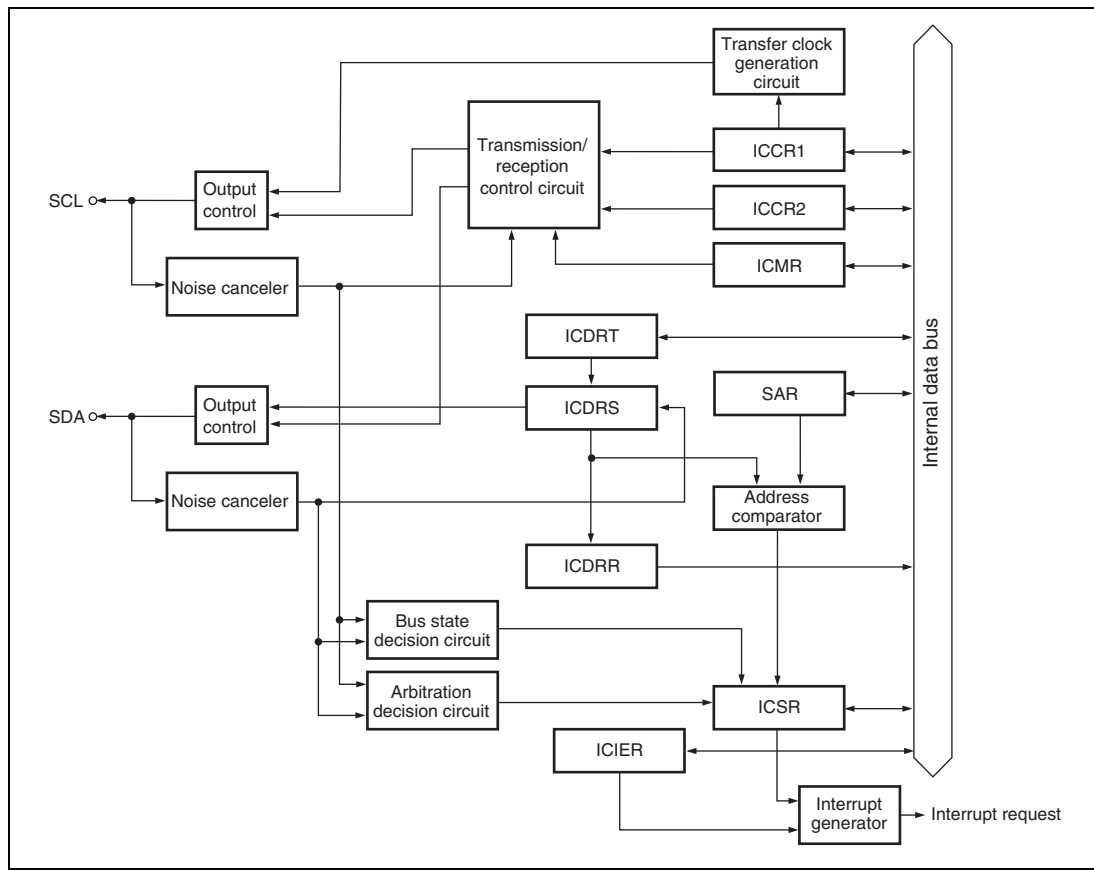 Transfer clock
generation
circuit
Transmission/
reception
control circuit
ICCR1
SCL
Output
control
ICCR2
ICMR
Noise canceler
Internal data bus
ICDRT
SDA
Output
control
ICDRS
SAR
Noise canceler
Address
comparator
ICDRR
Bus state
decision circuit
Arbitration
decision circuit
ICSR
ICIER
Interrupt
generator
Interrupt request